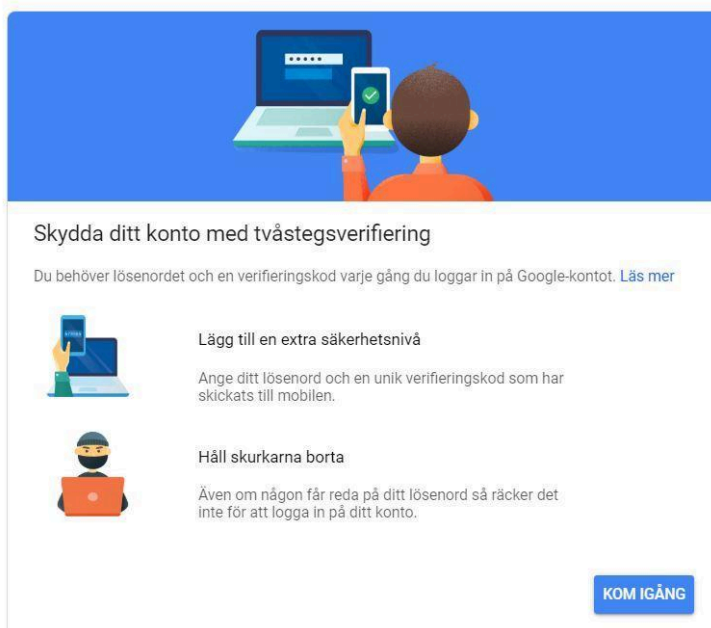 Skydda ditt konto med tvåstegsverifiering
Du behöver lösenordet och en verifieringskod varje gång du loggar in på Google-kontot. Läs mer
Lägg till en extra säkerhetsnivå
Ange ditt lösenord och en unik verifieringskod som har
skickats till mobilen.
Håll skurkarna borta
Även om någon får reda på ditt lösenord så räcker det
inte för att logga in på ditt konto.
KOM IGÅNG